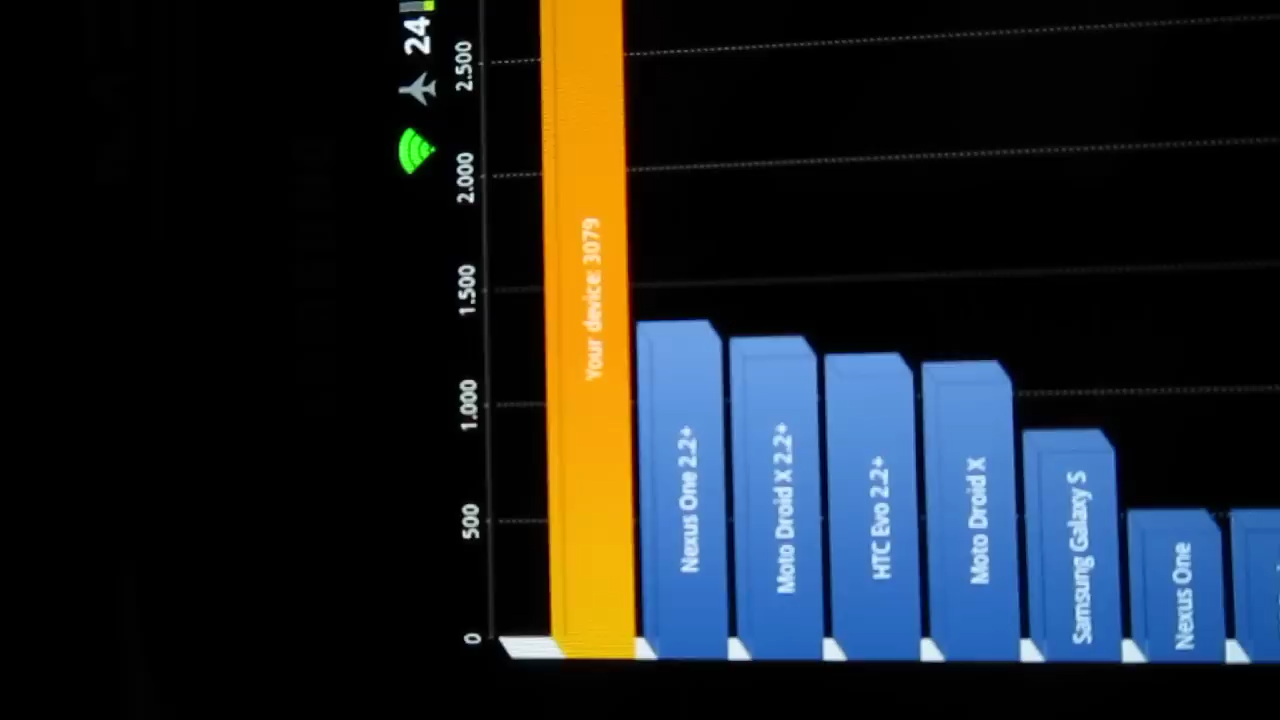 24
0 500 1.000 1.500 2.000 2.500
Your device: 3079
Nexus One 2.2+
Moto Droid X 2.2+
HTC Evo 2.2+
Moto Droid X
Samsung Galaxy S
Nexus One